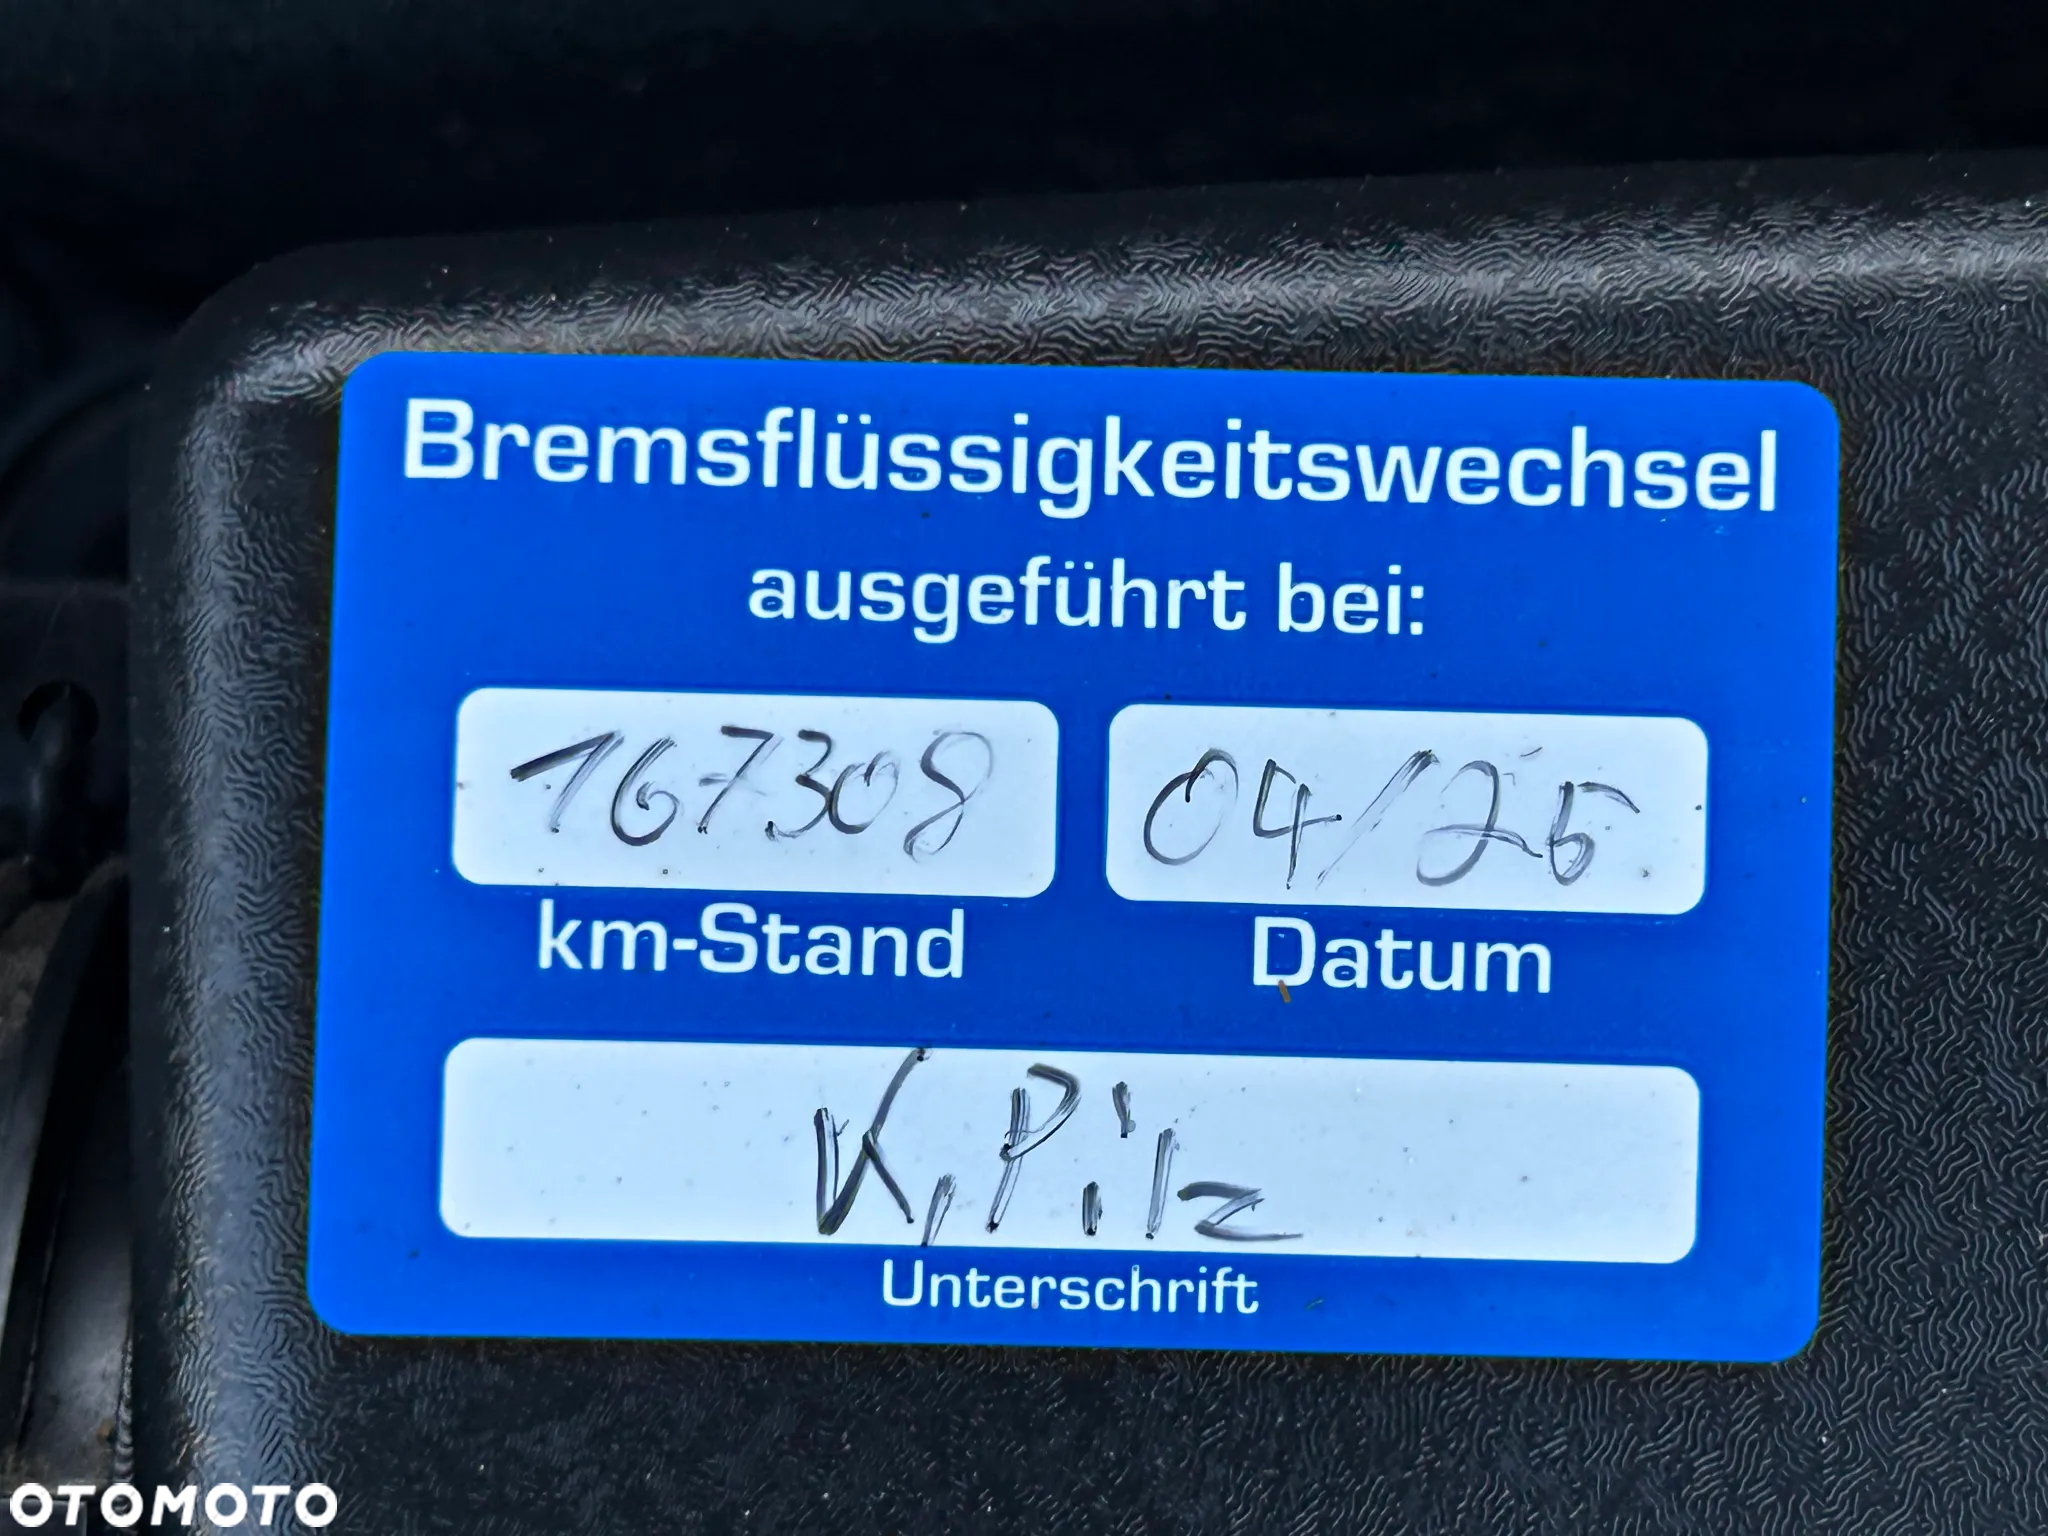 Bremsflüssigkeitswechsel
ausgeführt bei:
167308 04/25
km-Stand Datum
K. Pilz
Unterschrift
OTOMOTO